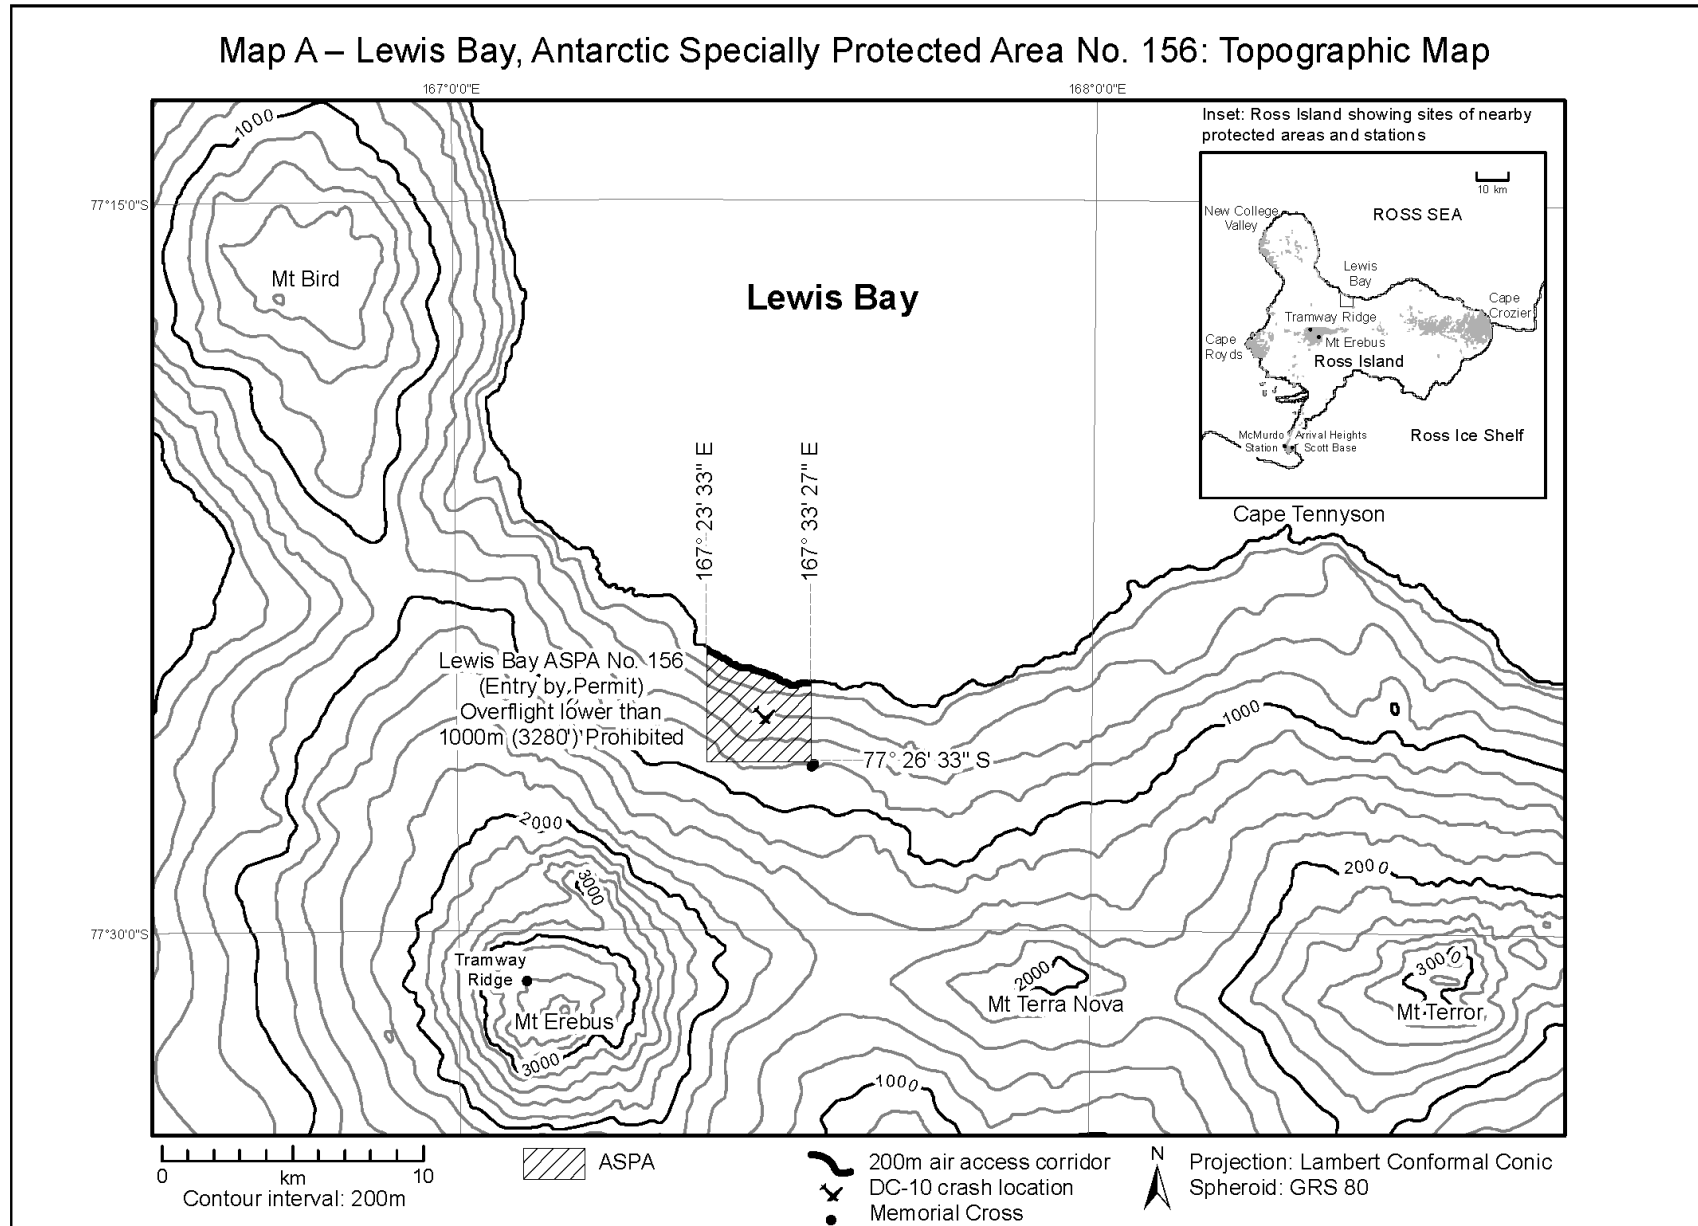 Map A – Lewis Bay, Antarctic Specially Protected Area No. 156: Topographic Map
167°0'0"E
168°0'0"E
77°15'0"S
77°30'0"S
1000
Mt Bird
Lewis Bay
Inset: Ross Island showing sites of nearby
protected areas and stations
10 km
New College
Valley
ROSS SEA
Lewis
Bay
Cape
Crozier
Tramway Ridge
Mt Erebus
Cape
Royds
Ross Island
McMurdo
Station
Arrival Heights
Scott Base
Ross Ice Shelf
Cape Tennyson
167° 23' 33" E
167° 33' 27" E
Lewis Bay ASPA No. 156
(Entry by Permit)
Overflight lower than
1000m (3280') Prohibited
77° 26' 33" S
1000
2000
3000
2000
Tramway
Ridge
Mt Erebus
3000
2000
Mt Terra Nova
3000
Mt Terror
1000
0
km
10
Contour interval: 200m
ASPA
200m air access corridor
DC-10 crash location
Memorial Cross
N
Projection: Lambert Conformal Conic
Spheroid: GRS 80